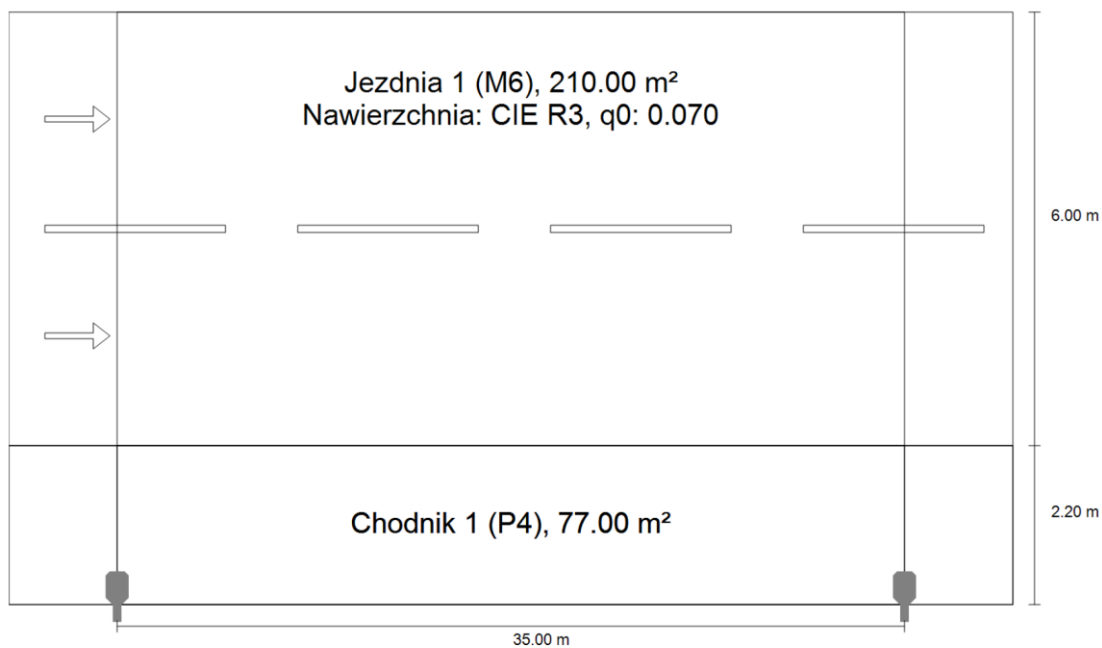 Jezdnia 1 (M6), 210.00 m²
Nawierzchnia: CIE R3, q0: 0.070
6.00 m
Chodnik 1 (P4), 77.00 m²
2.20 m
35.00 m